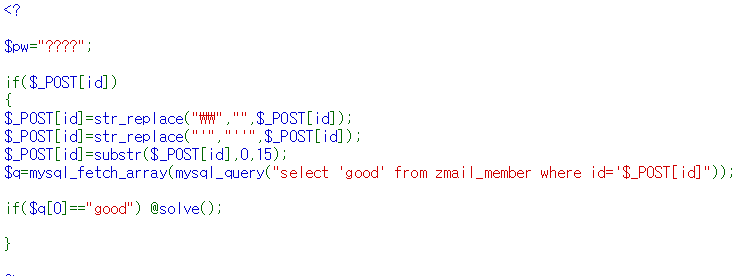 <?
$pw="????";
if($_POST[id])
{
$_POST[id]=str_replace("₩₩","",$_POST[id]);
$_POST[id]=str_replace("'","''",$_POST[id]);
$_POST[id]=substr($_POST[id],0,15);
$q=mysql_fetch_array(mysql_query("select 'good' from zmail_member where id='$_POST[id]"));
if($q[0]=="good") @solve();
}